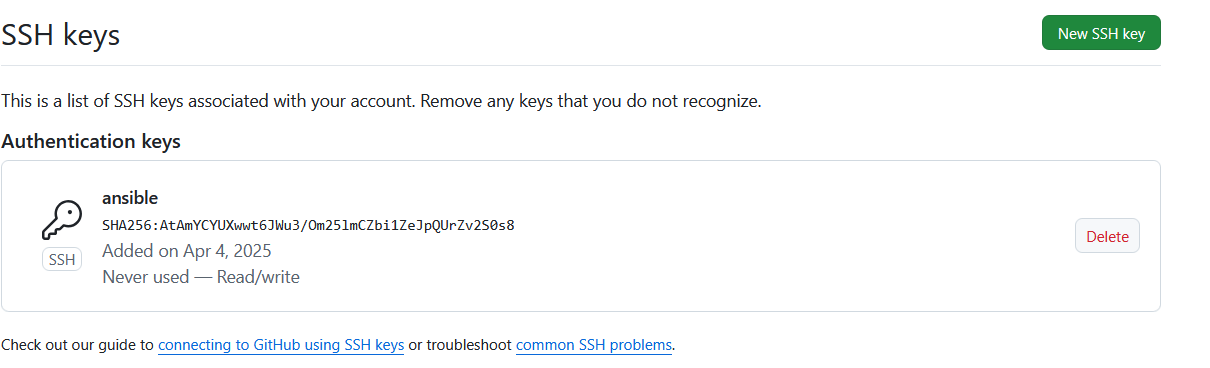 SSH keys
New SSH key
This is a list of SSH keys associated with your account. Remove any keys that you do not recognize.
Authentication keys
ansible
SHA256:AtAmYCYUXwwt6JWu3/Om25lmCZbi1ZeJpQUrZv2S0s8
Added on Apr 4, 2025
Never used — Read/write
SSH
Delete
Check out our guide to connecting to GitHub using SSH keys or troubleshoot common SSH problems.